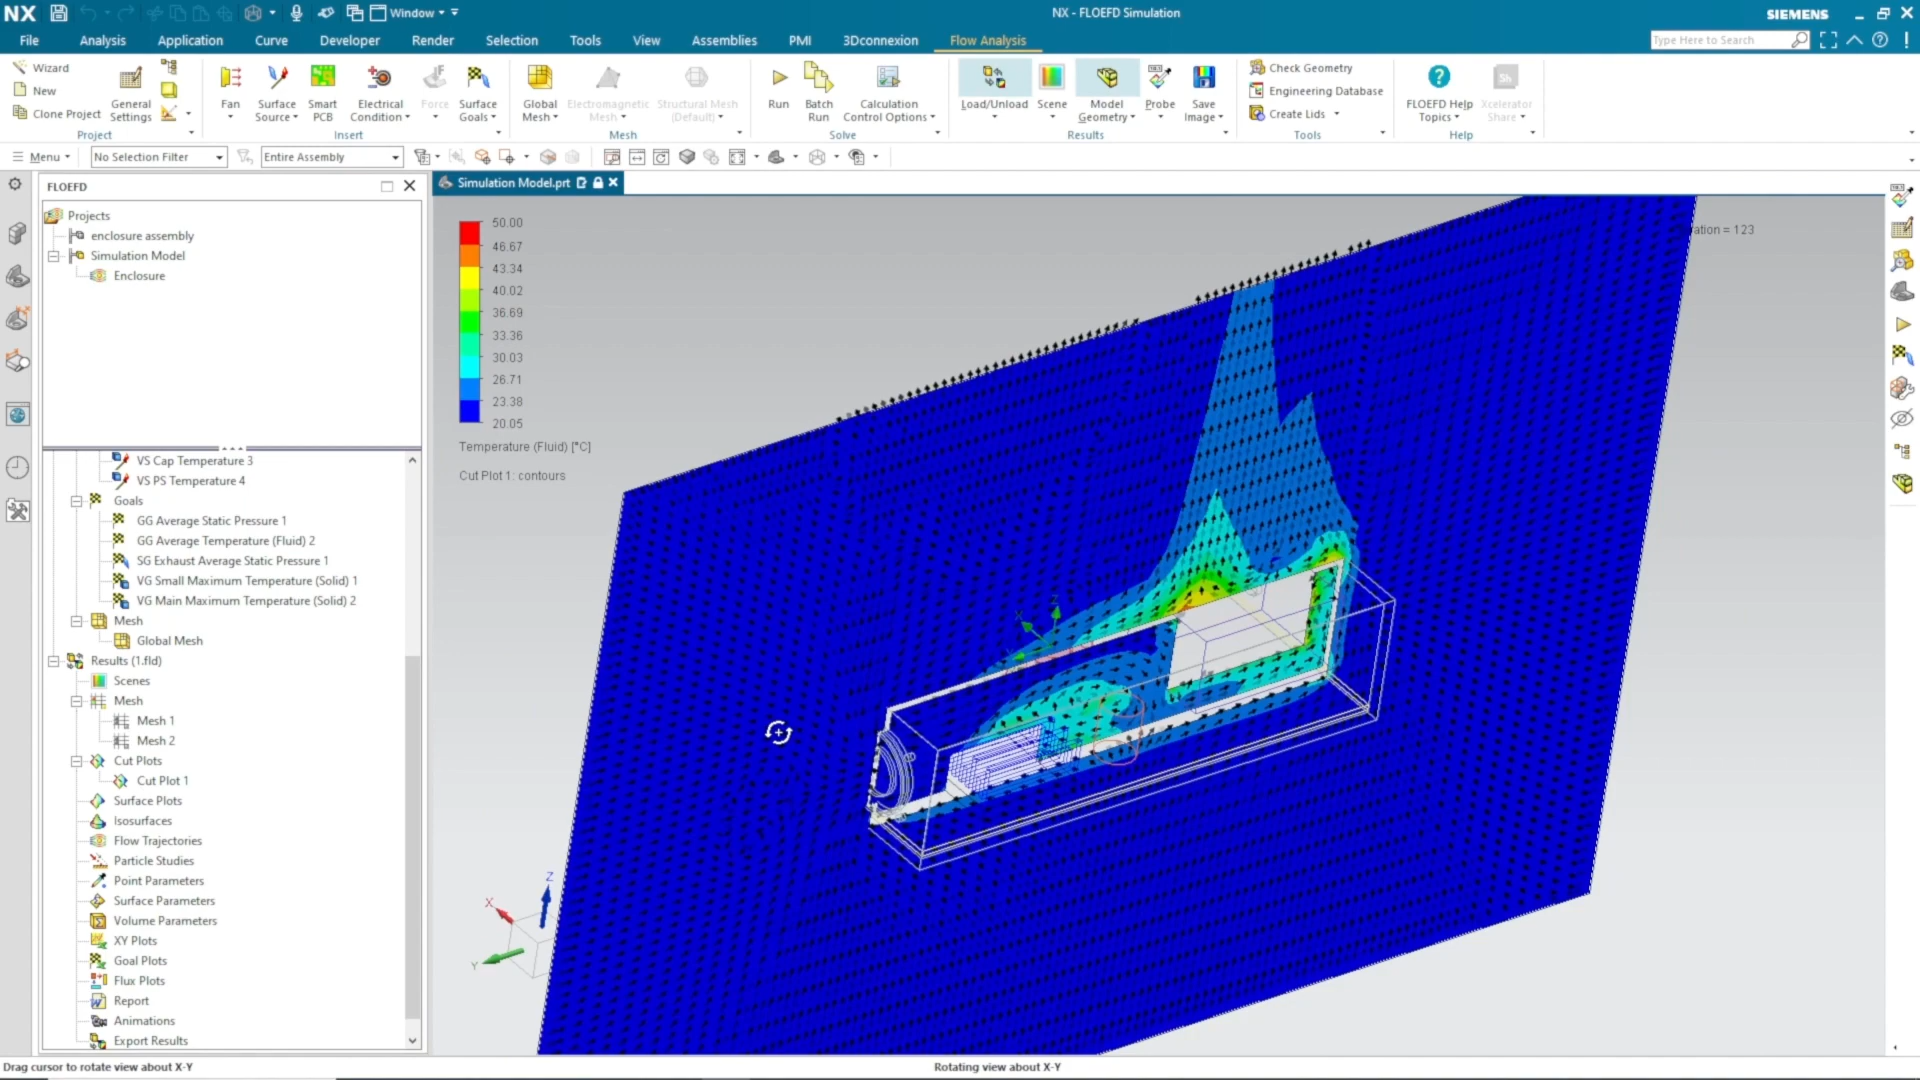 NX
Window
NX - FLOEFD Simulation
SIEMENS
File
Analysis
Application
Curve
Developer
Render
Selection
Tools
View
Assemblies
PMI
3Dconnexion
Flow Analysis
Type Here to Search
Wizard
New
Clone Project
General Settings
Project
Fan
Surface Source
Smart PCB
Electrical Condition
Force
Surface Goals
Insert
Global Mesh
Electromagnetic Mesh
Structural Mesh (Default)
Mesh
Run
Batch Run
Calculation Control Options
Solve
Load/Unload
Scene
Model Geometry
Probe
Save Image
Results
Check Geometry
Engineering Database
Create Lids
Tools
FLOEFD Help Topics
Sh
Xcelerator Share
Help
Menu
No Selection Filter
Entire Assembly
FLOEFD
Simulation Model.prt
Projects
enclosure assembly
Simulation Model
Enclosure
VS Cap Temperature 3
VS PS Temperature 4
Goals
GG Average Static Pressure 1
GG Average Temperature (Fluid) 2
SG Exhaust Average Static Pressure 1
VG Small Maximum Temperature (Solid) 1
VG Main Maximum Temperature (Solid) 2
Mesh
Global Mesh
Results (1.fld)
Scenes
Mesh
Mesh 1
Mesh 2
Cut Plots
Cut Plot 1
Surface Plots
Isosurfaces
Flow Trajectories
Particle Studies
Point Parameters
Surface Parameters
Volume Parameters
XY Plots
Goal Plots
Flux Plots
Report
Animations
Export Results
50.00
46.67
43.34
40.02
36.69
33.36
30.03
26.71
23.38
20.05
Temperature (Fluid) [°C]
Cut Plot 1: contours
ration = 123
X
Z
Z
X
Y
Drag cursor to rotate view about X-Y
Rotating view about X-Y